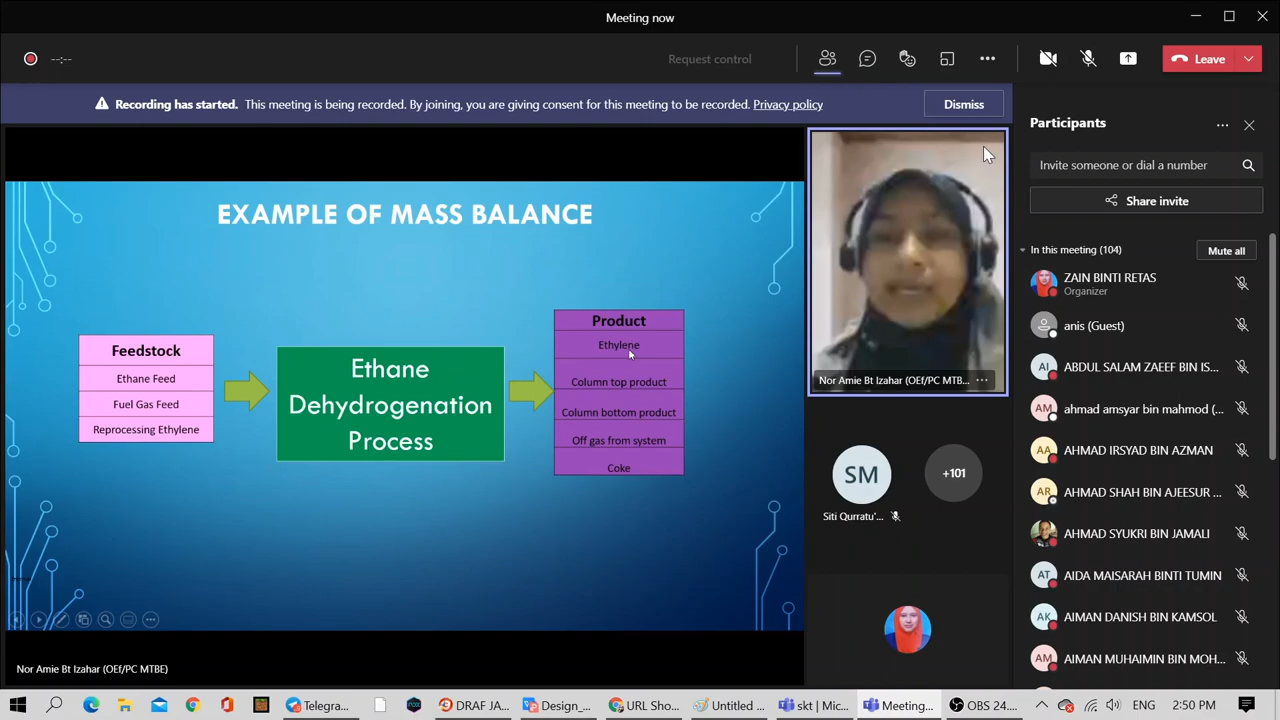 Meeting now
--:--
Request control
Leave
Recording has started. This meeting is being recorded. By joining, you are giving consent for this meeting to be recorded. Privacy policy
Dismiss
EXAMPLE OF MASS BALANCE
Feedstock
Ethane Feed
Fuel Gas Feed
Reprocessing Ethylene
Ethane
Dehydrogenation
Process
Product
Ethylene
Column top product
Column bottom product
Off gas from system
Coke
Nor Amie Bt Izahar (OEf/PC MTBE)
Nor Amie Bt Izahar (OEf/PC MTB...
SM
Siti Qurratu'...
+101
Participants
Invite someone or dial a number
Share invite
In this meeting (104)
Mute all
ZAIN BINTI RETAS
Organizer
anis (Guest)
AI
ABDUL SALAM ZAEEF BIN IS...
AM
ahmad amsyar bin mahmod (...
AA
AHMAD IRSYAD BIN AZMAN
AR
AHMAD SHAH BIN AJEESUR ...
AHMAD SYUKRI BIN JAMALI
AT
AIDA MAISARAH BINTI TUMIN
AK
AIMAN DANISH BIN KAMSOL
AM
AIMAN MUHAIMIN BIN MOH...
Telegra...
DRAF JA...
Design_...
URL Sho...
Untitled ...
skt | Mic...
Meeting...
OBS 24....
ENG
2:50 PM